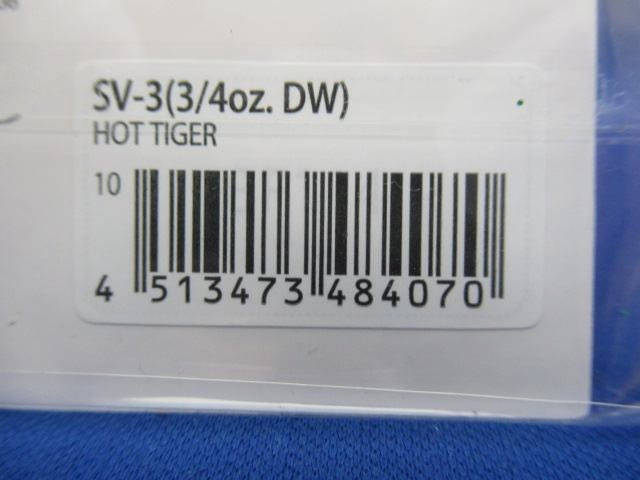 SV-3(3/4oz. DW)
HOT TIGER
10
4 513473 484070